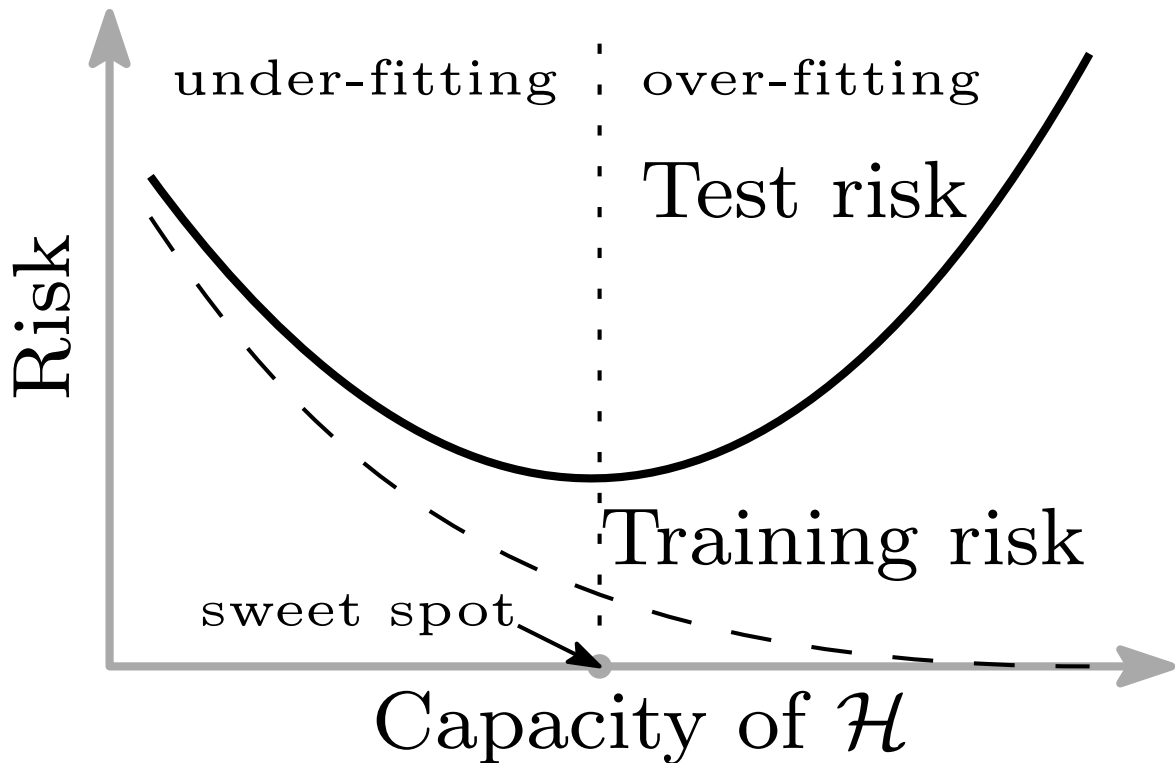 under-fitting
over-fitting
Test risk
Risk
Training risk
sweet spot
Capacity of ℋ